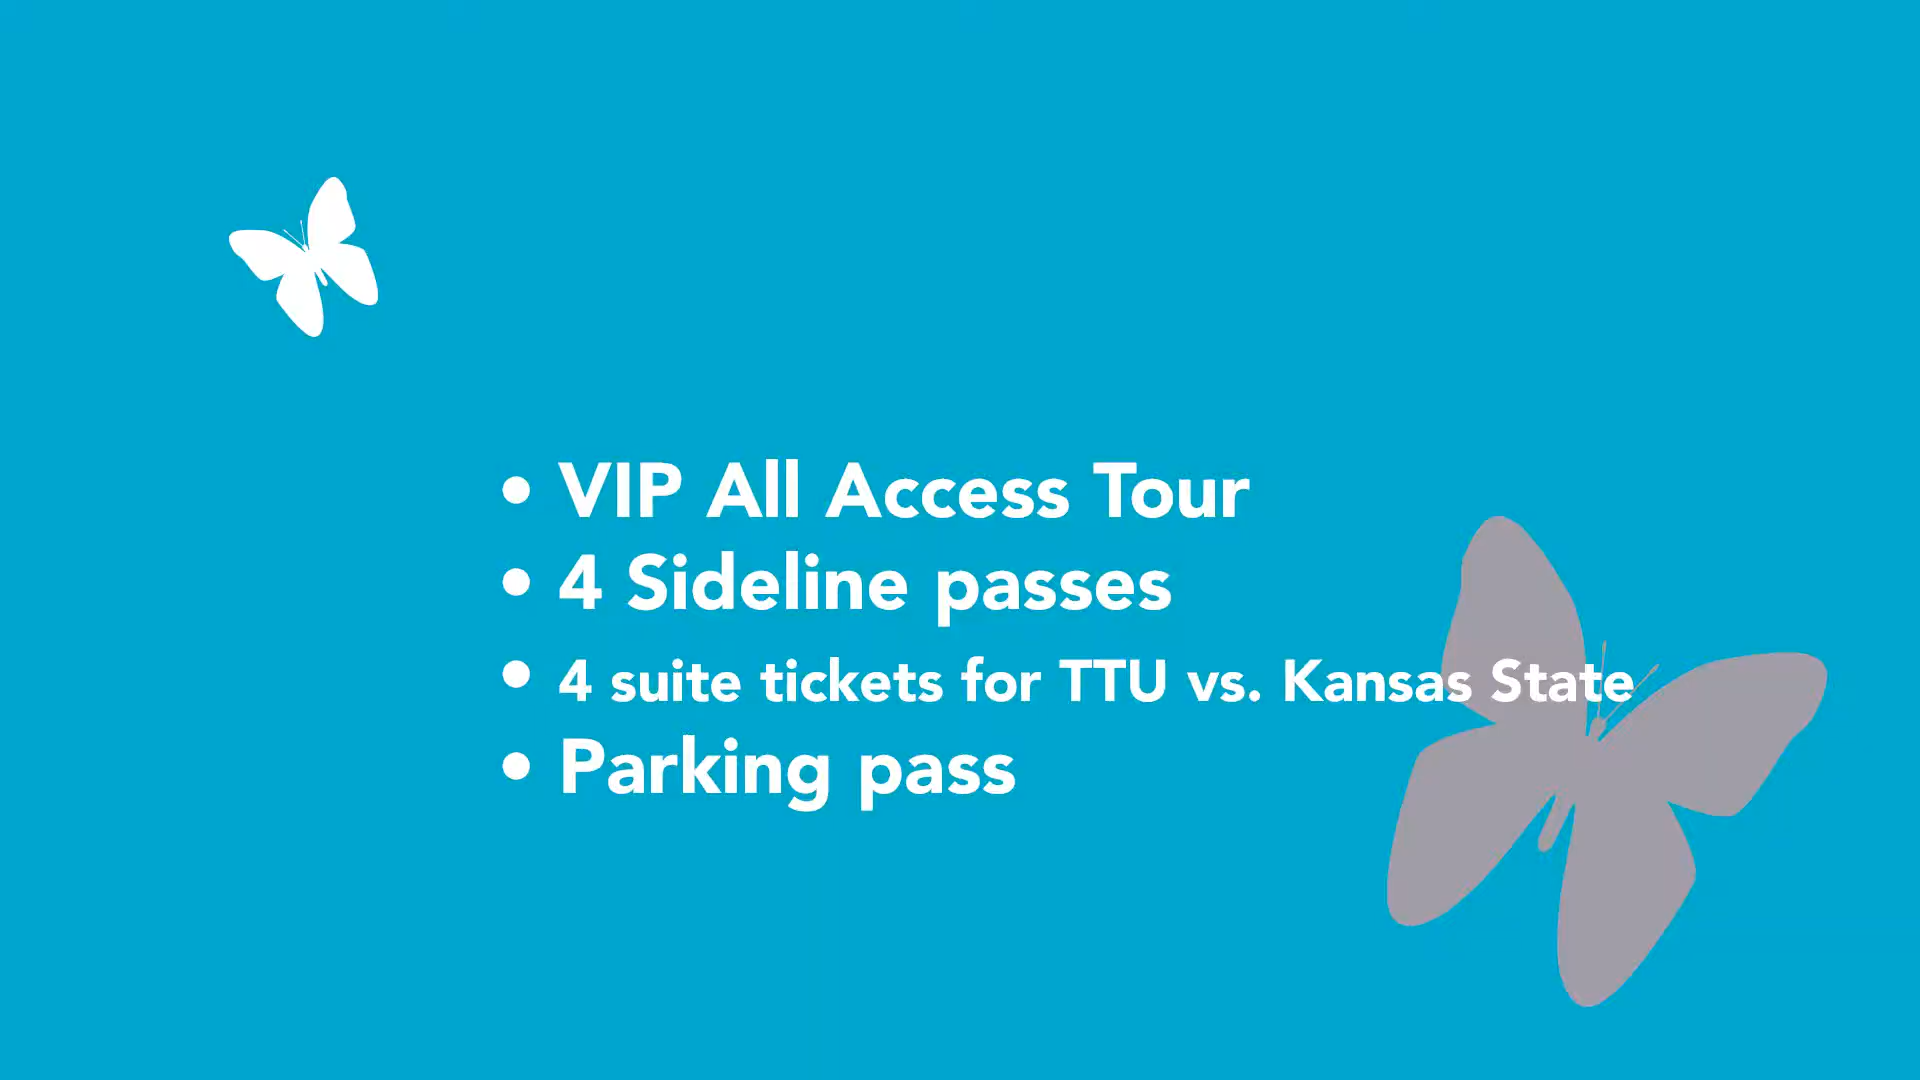 • VIP All Access Tour
• 4 Sideline passes
• 4 suite tickets for TTU vs. Kansas State
• Parking pass